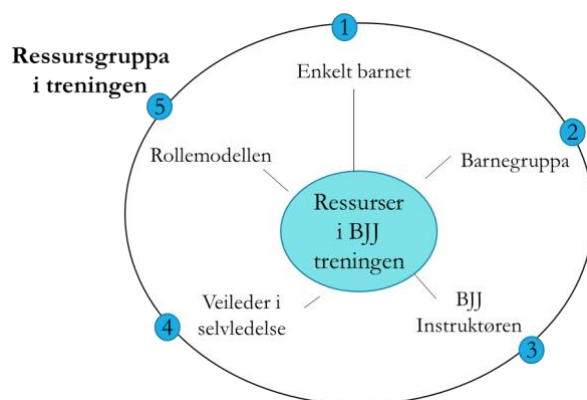 Ressursgruppa
i treningen
1
Enkelt barnet
2
Barnegruppa
3
BJJ
Instruktøren
4
Veileder i
selvledelse
5
Rollemodellen
Ressurser
i BJJ
treningen